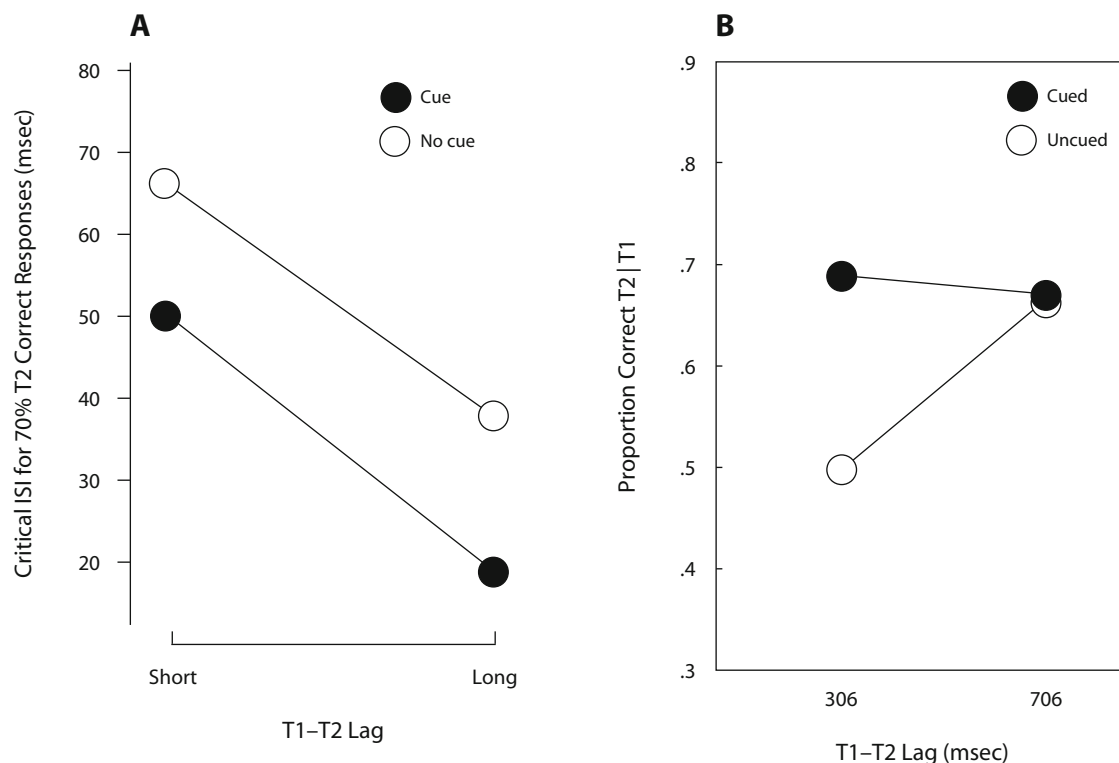 A
Critical ISI for 70% T2 Correct Responses (msec)
80
70
60
50
40
30
20
Cue
No cue
Short
Long
T1–T2 Lag
B
Proportion Correct T2|T1
.9
.8
.7
.6
.5
.4
.3
Cued
Uncued
306
706
T1–T2 Lag (msec)